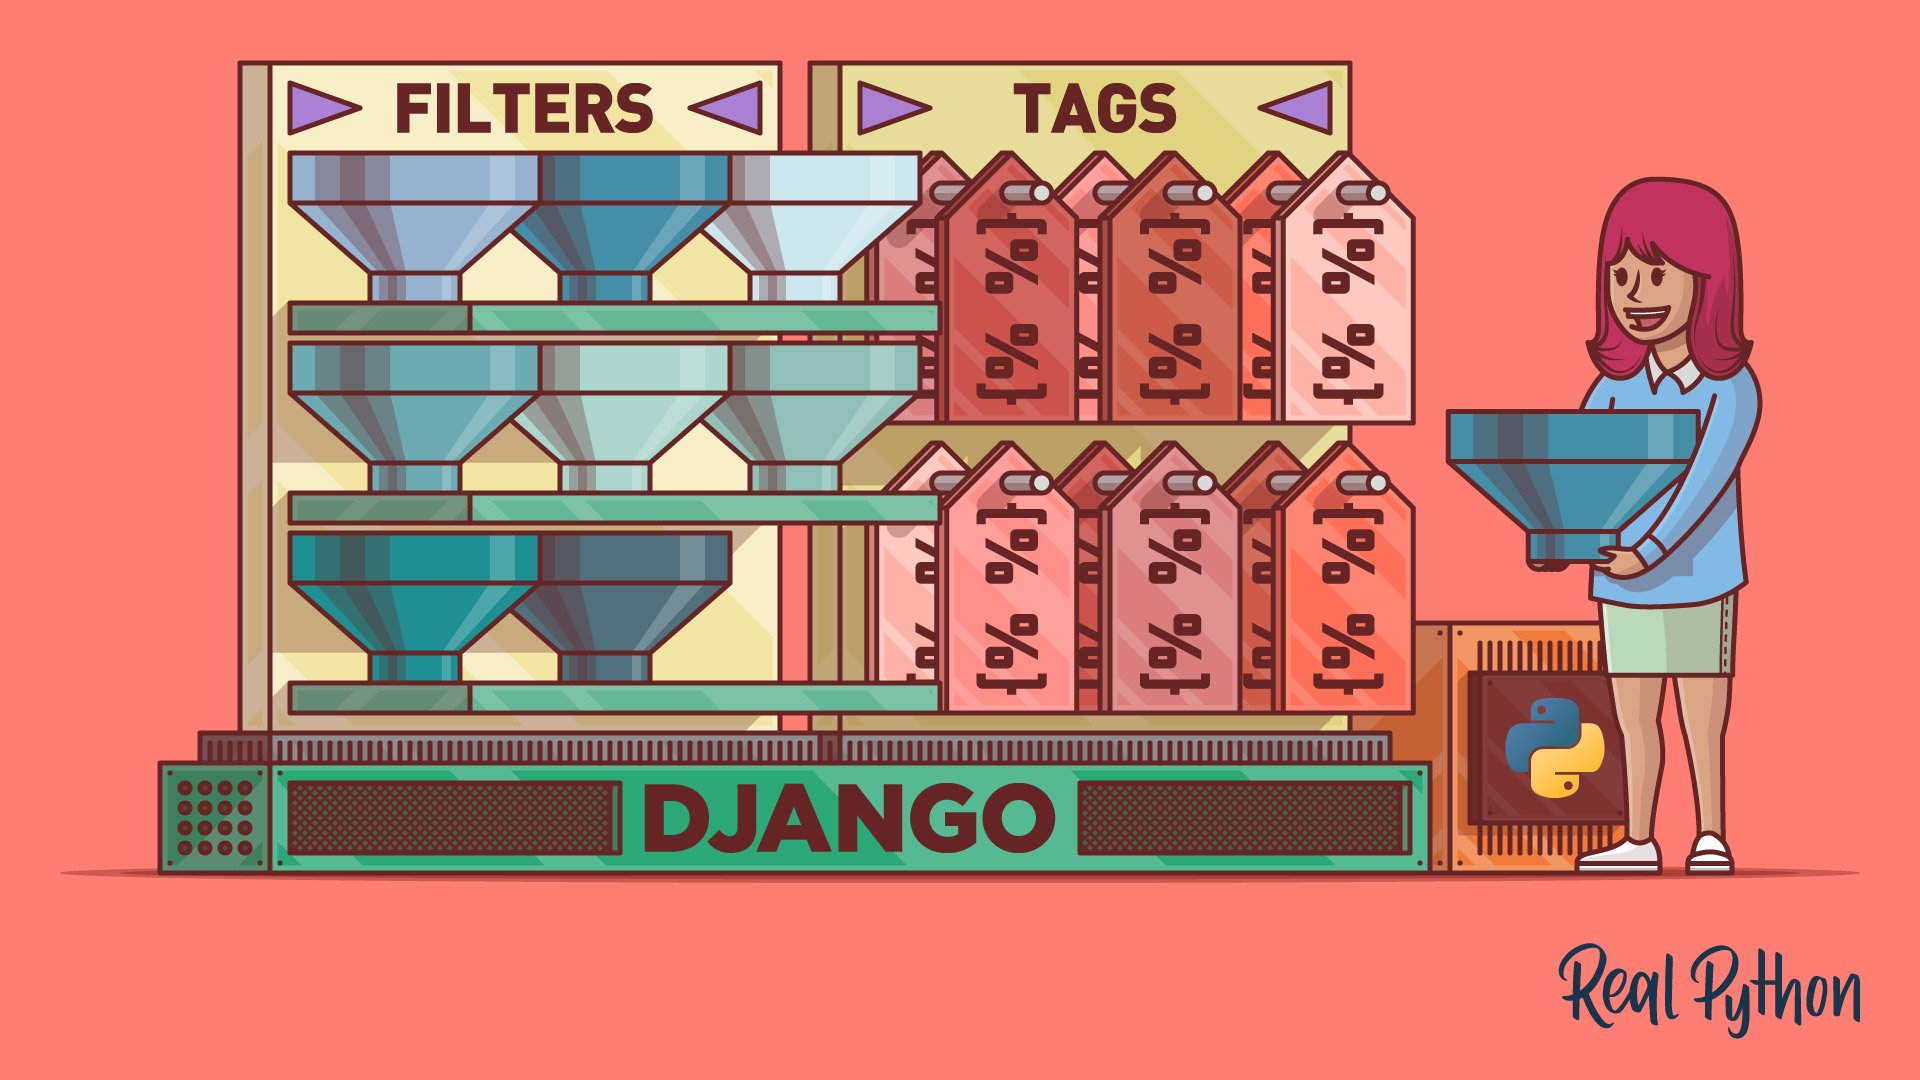 FILTERS
TAGS
{% %}
{% %}
{% %}
{% %}
{% %}
{% %}
DJANGO
Real Python